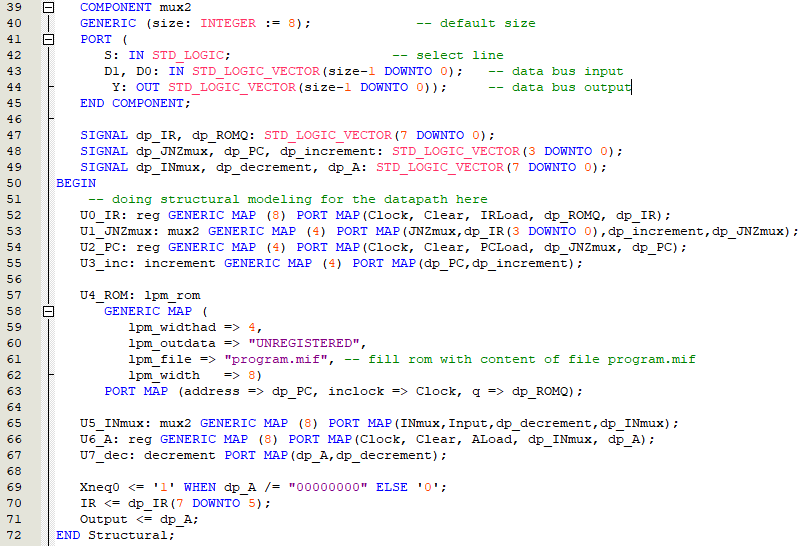 39 COMPONENT mux2
40 GENERIC (size: INTEGER := 8); -- default size
41 PORT (
42 S: IN STD_LOGIC; -- select line
43 D1, D0: IN STD_LOGIC_VECTOR(size-1 DOWNTO 0); -- data bus input
44 Y: OUT STD_LOGIC_VECTOR(size-1 DOWNTO 0)); -- data bus output
45 END COMPONENT;
46
47 SIGNAL dp_IR, dp_ROMQ: STD_LOGIC_VECTOR(7 DOWNTO 0);
48 SIGNAL dp_JNZmux, dp_PC, dp_increment: STD_LOGIC_VECTOR(3 DOWNTO 0);
49 SIGNAL dp_INmux, dp_decrement, dp_A: STD_LOGIC_VECTOR(7 DOWNTO 0);
50 BEGIN
51 -- doing structural modeling for the datapath here
52 U0_IR: reg GENERIC MAP (8) PORT MAP(Clock, Clear, IRLoad, dp_ROMQ, dp_IR);
53 U1_JNZmux: mux2 GENERIC MAP (4) PORT MAP(JNZmux,dp_IR(3 DOWNTO 0),dp_increment,dp_JNZmux);
54 U2_PC: reg GENERIC MAP (4) PORT MAP(Clock, Clear, PCLoad, dp_JNZmux, dp_PC);
55 U3_inc: increment GENERIC MAP (4) PORT MAP(dp_PC,dp_increment);
56
57 U4_ROM: lpm_rom
58 GENERIC MAP (
59 lpm_widthad => 4,
60 lpm_outdata => "UNREGISTERED",
61 lpm_file => "program.mif", -- fill rom with content of file program.mif
62 lpm_width => 8)
63 PORT MAP (address => dp_PC, inclock => Clock, q => dp_ROMQ);
64
65 U5_INmux: mux2 GENERIC MAP (8) PORT MAP(INmux,Input,dp_decrement,dp_INmux);
66 U6_A: reg GENERIC MAP (8) PORT MAP(Clock, Clear, ALoad, dp_INmux, dp_A);
67 U7_dec: decrement PORT MAP(dp_A,dp_decrement);
68
69 Xneq0 <= '1' WHEN dp_A /= "00000000" ELSE '0';
70 IR <= dp_IR(7 DOWNTO 5);
71 Output <= dp_A;
72 END Structural;